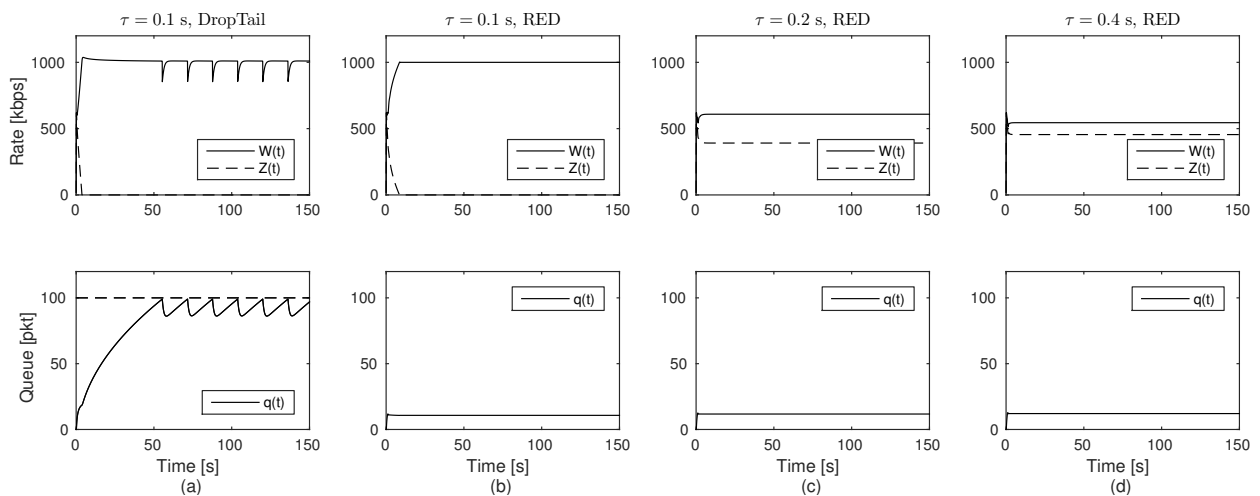 τ = 0.1 s, DropTail
τ = 0.1 s, RED
τ = 0.2 s, RED
τ = 0.4 s, RED
Rate [kbps]
1000
500
0
0 50 100 150
W(t)
Z(t)
1000
500
0
0 50 100 150
W(t)
Z(t)
1000
500
0
0 50 100 150
W(t)
Z(t)
1000
500
0
0 50 100 150
W(t)
Z(t)
Queue [pkt]
100
50
0
0 50 100 150
q(t)
Time [s]
(a)
100
50
0
0 50 100 150
q(t)
Time [s]
(b)
100
50
0
0 50 100 150
q(t)
Time [s]
(c)
100
50
0
0 50 100 150
q(t)
Time [s]
(d)